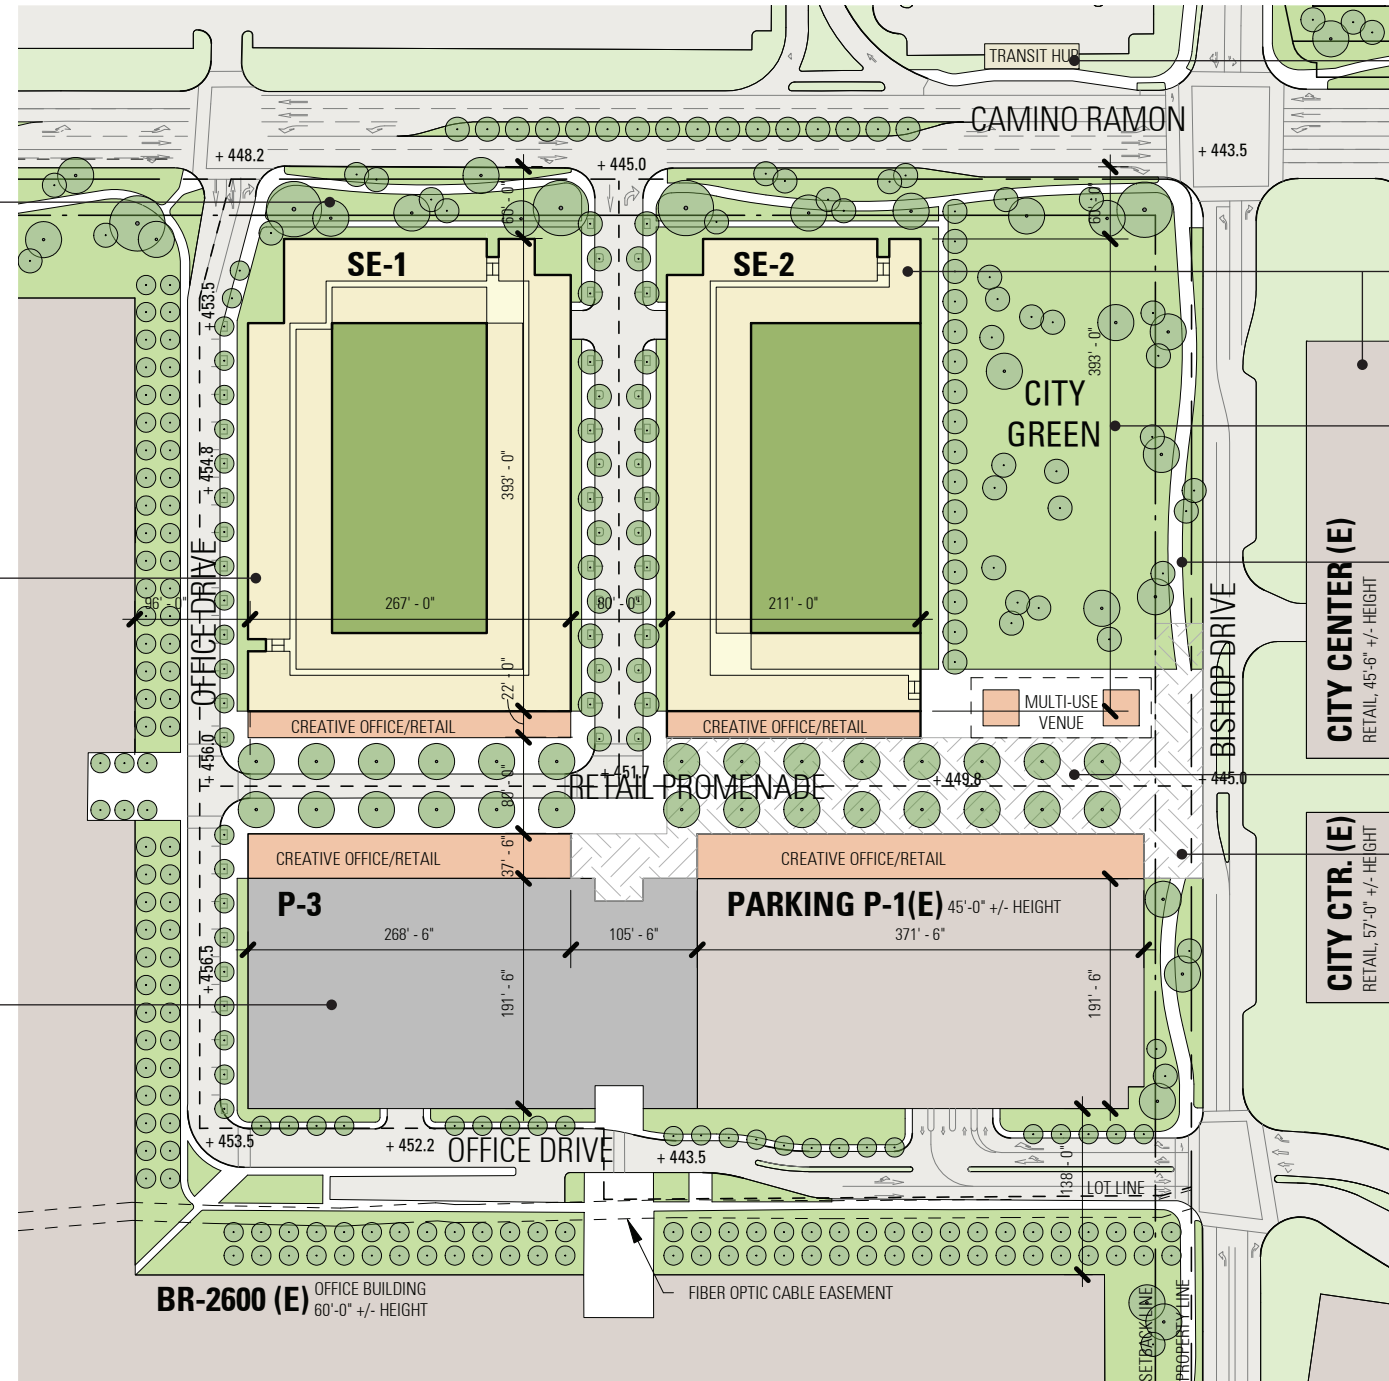 TRANSIT HUB
CAMINO RAMON
+ 448.2
+ 445.0
+ 443.5
60'-0"
60'-0"
SE-1
SE-2
+453.5
393'-0"
CITY
GREEN
+454.8
393' - 0"
OFFICE DRIVE
96' - 0"
267' - 0"
80' - 0"
211' - 0"
CITY CENTER (E)
RETAIL, 45'-6" +/- HEIGHT
BISHOP DRIVE
22' - 0"
MULTI-USE
VENUE
CREATIVE OFFICE/RETAIL
CREATIVE OFFICE/RETAIL
+456.0
+451.7
RETAIL PROMENADE
+449.8
+445.0
80' - 0"
CREATIVE OFFICE/RETAIL
37' - 6"
CREATIVE OFFICE/RETAIL
CITY CTR. (E)
RETAIL, 57'-0" +/- HEIGHT
P-3
PARKING P-1(E) 45'-0" +/- HEIGHT
268' - 6"
105' - 6"
371' - 6"
+456.5
191' - 6"
191' - 6"
+ 453.5
+ 452.2
OFFICE DRIVE
+ 443.5
138' - 0"
LOT LINE
BR-2600 (E) OFFICE BUILDING
60'-0" +/- HEIGHT
FIBER OPTIC CABLE EASEMENT
SETBACK LINE
PROPERTY LINE